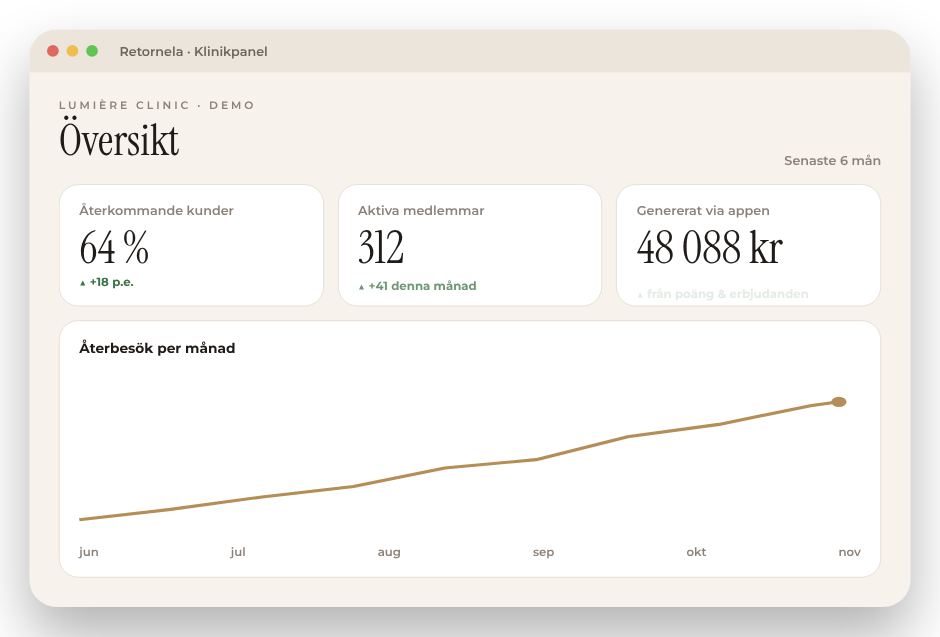 Retornela · Klinikpanel
LUMIÈRE CLINIC · DEMO
Översikt
Senaste 6 mån
Återkommande kunder
64 %
▲ +18 p.e.
Aktiva medlemmar
312
▲ +41 denna månad
Genererat via appen
48 088 kr
▲ från poäng & erbjudanden
Återbesök per månad
jun jul aug sep okt nov